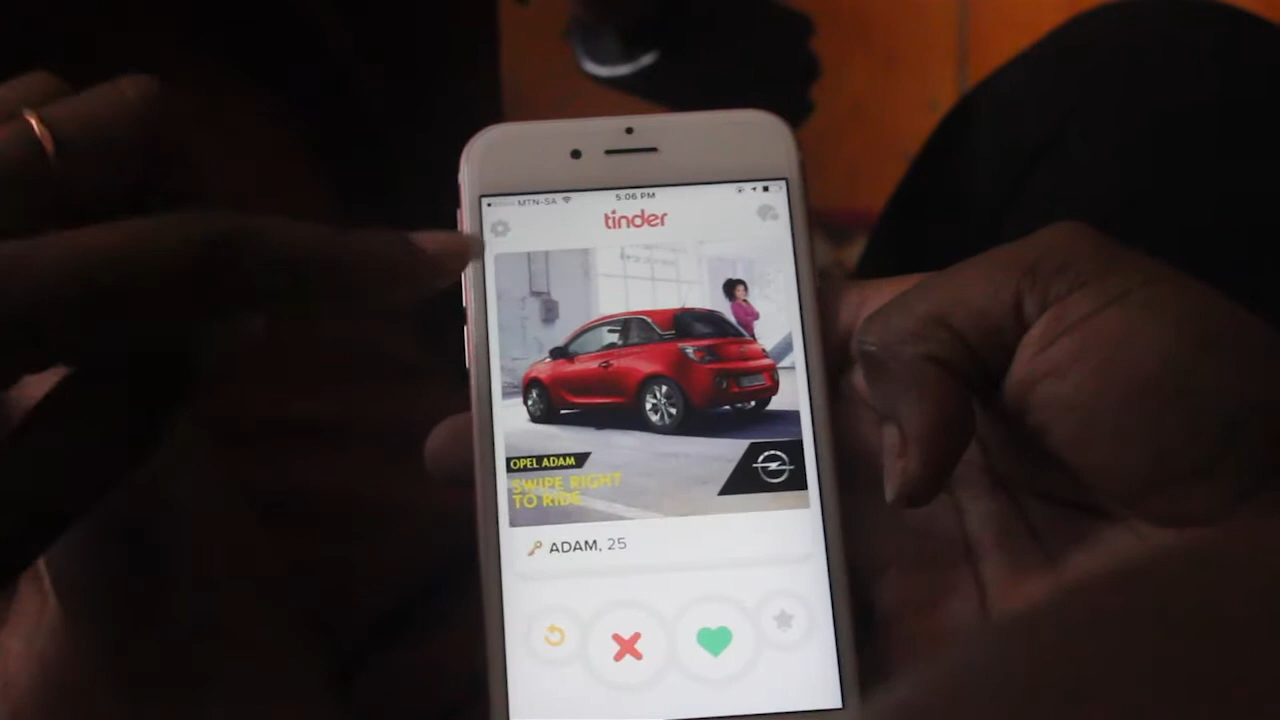 MTN-SA
5:06 PM
tinder
OPEL ADAM
SWIPE RIGHT
TO RIDE
ADAM, 25